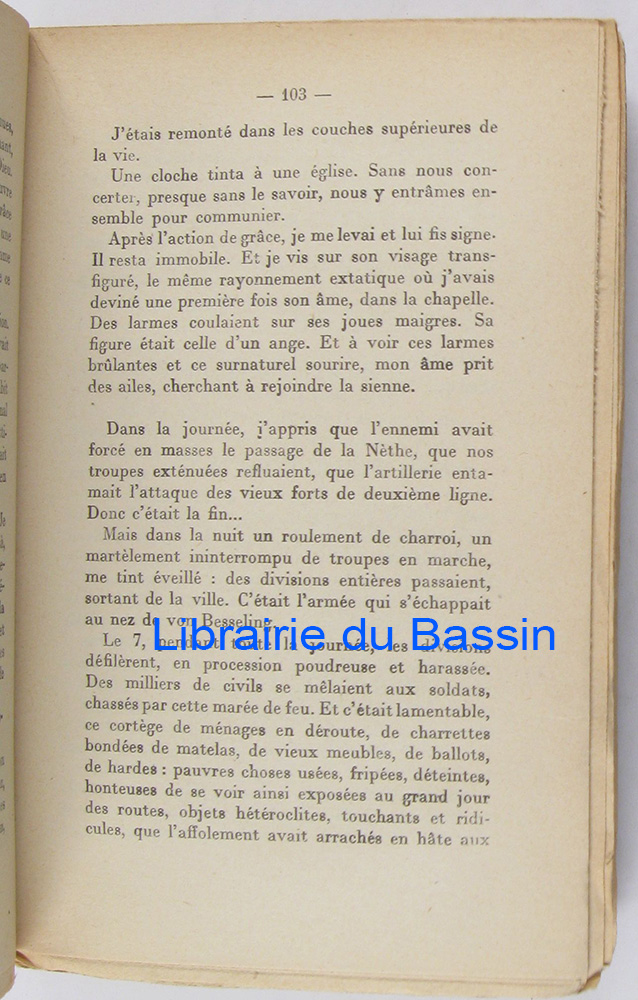 — 103 —
J'étais remonté dans les couches supérieures de
la vie.
Une cloche tinta à une église. Sans nous con-
certer, presque sans le savoir, nous y entrâmes en-
semble pour communier.
Après l'action de grâce, je me levai et lui fis signe.
Il resta immobile. Et je vis sur son visage trans-
figuré, le même rayonnement extatique où j'avais
deviné une première fois son âme, dans la chapelle.
Des larmes coulaient sur ses joues maigres. Sa
figure était celle d'un ange. Et à voir ces larmes
brûlantes et ce surnaturel sourire, mon âme prit
des ailes, cherchant à rejoindre la sienne.
Dans la journée, j'appris que l'ennemi avait
forcé en masses le passage de la Nèthe, que nos
troupes exténuées refluaient, que l'artillerie enta-
mait l'attaque des vieux forts de deuxième ligne.
Donc c'était la fin...
Mais dans la nuit un roulement de charroi, un
martèlement ininterrompu de troupes en marche,
me tint éveillé : des divisions entières passaient,
sortant de la ville. C'était l'armée qui s'échappait
au nez de von Besseling.
Librairie du Bassin
Le 7, pendant toute la journée, les divisions
défilèrent, en procession poudreuse et harassée.
Des milliers de civils se mêlaient aux soldats,
chassés par cette marée de feu. Et c'était lamentable,
ce cortège de ménages en déroute, de charrettes
bondées de matelas, de vieux meubles, de ballots,
de hardes : pauvres choses usées, fripées, déteintes,
honteuses de se voir ainsi exposées au grand jour
des routes, objets hétéroclites, touchants et ridi-
cules, que l'affolement avait arrachés en hâte aux